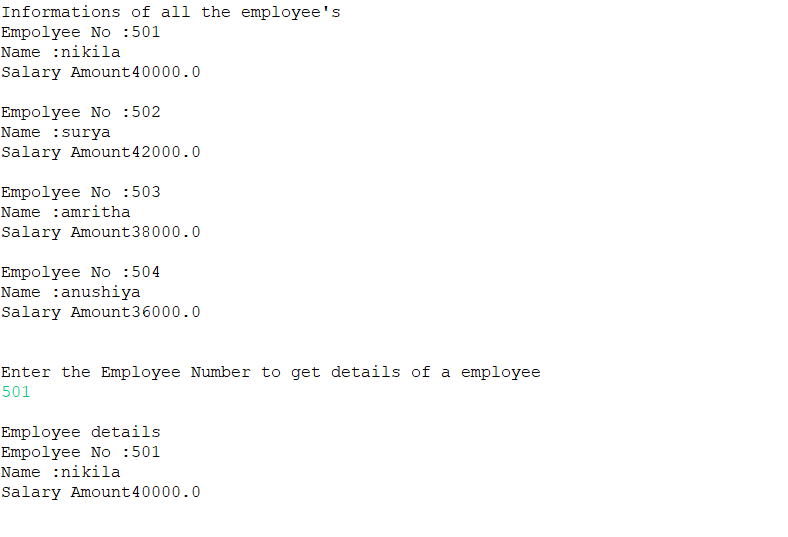 Informations of all the employee's
Empolyee No :501
Name :nikila
Salary Amount40000.0
Empolyee No :502
Name :surya
Salary Amount42000.0
Empolyee No :503
Name :amritha
Salary Amount38000.0
Empolyee No :504
Name :anushiya
Salary Amount36000.0
Enter the Employee Number to get details of a employee
501
Employee details
Empolyee No :501
Name :nikila
Salary Amount40000.0